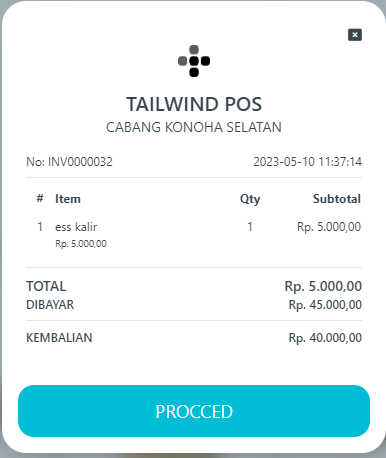 TAILWIND POS
CABANG KONOHA SELATAN
No: INV0000032 2023-05-10 11:37:14
# Item Qty Subtotal
1 ess kalir 1 Rp. 5.000,00
Rp. 5.000,00
TOTAL Rp. 5.000,00
DIBAYAR Rp. 45.000,00
KEMBALIAN Rp. 40.000,00
PROCCED